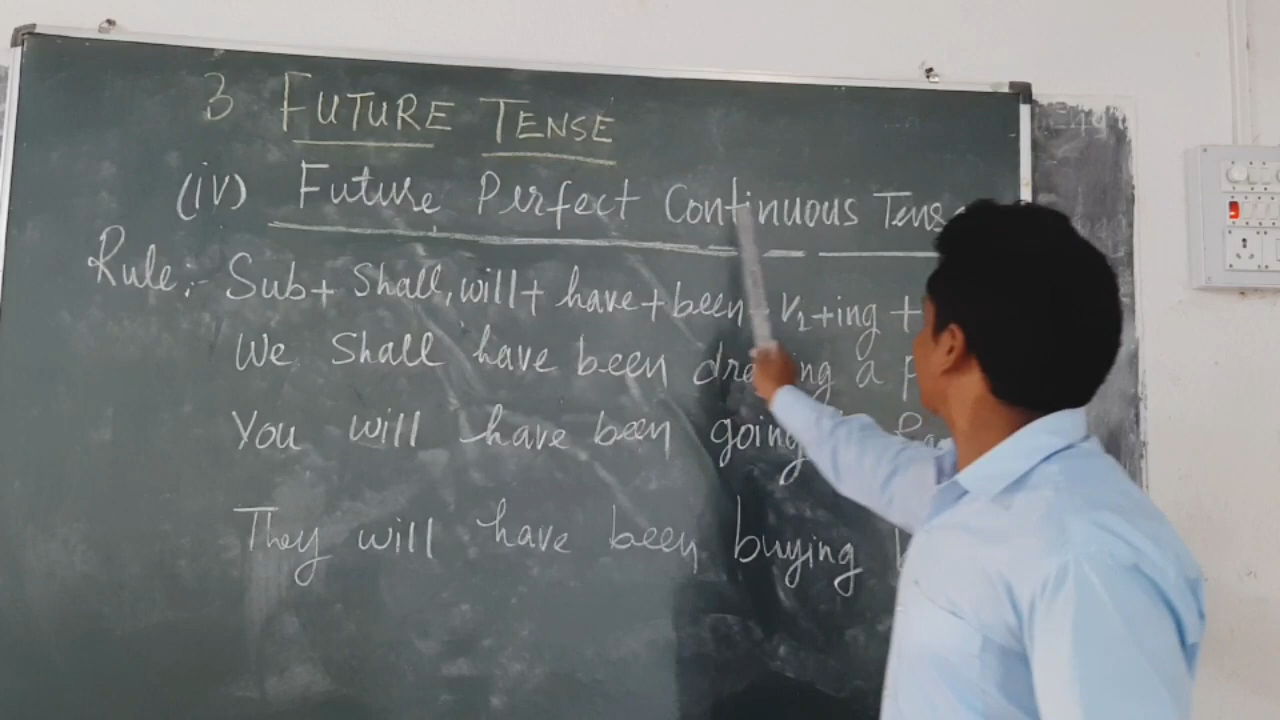 3 FUTURE TENSE
(iv) Future Perfect Continuous Tens
Rule:- Sub + Shall, will + have + been - V₁+ing +
We Shall have been a
You will have been going
They will have been buying